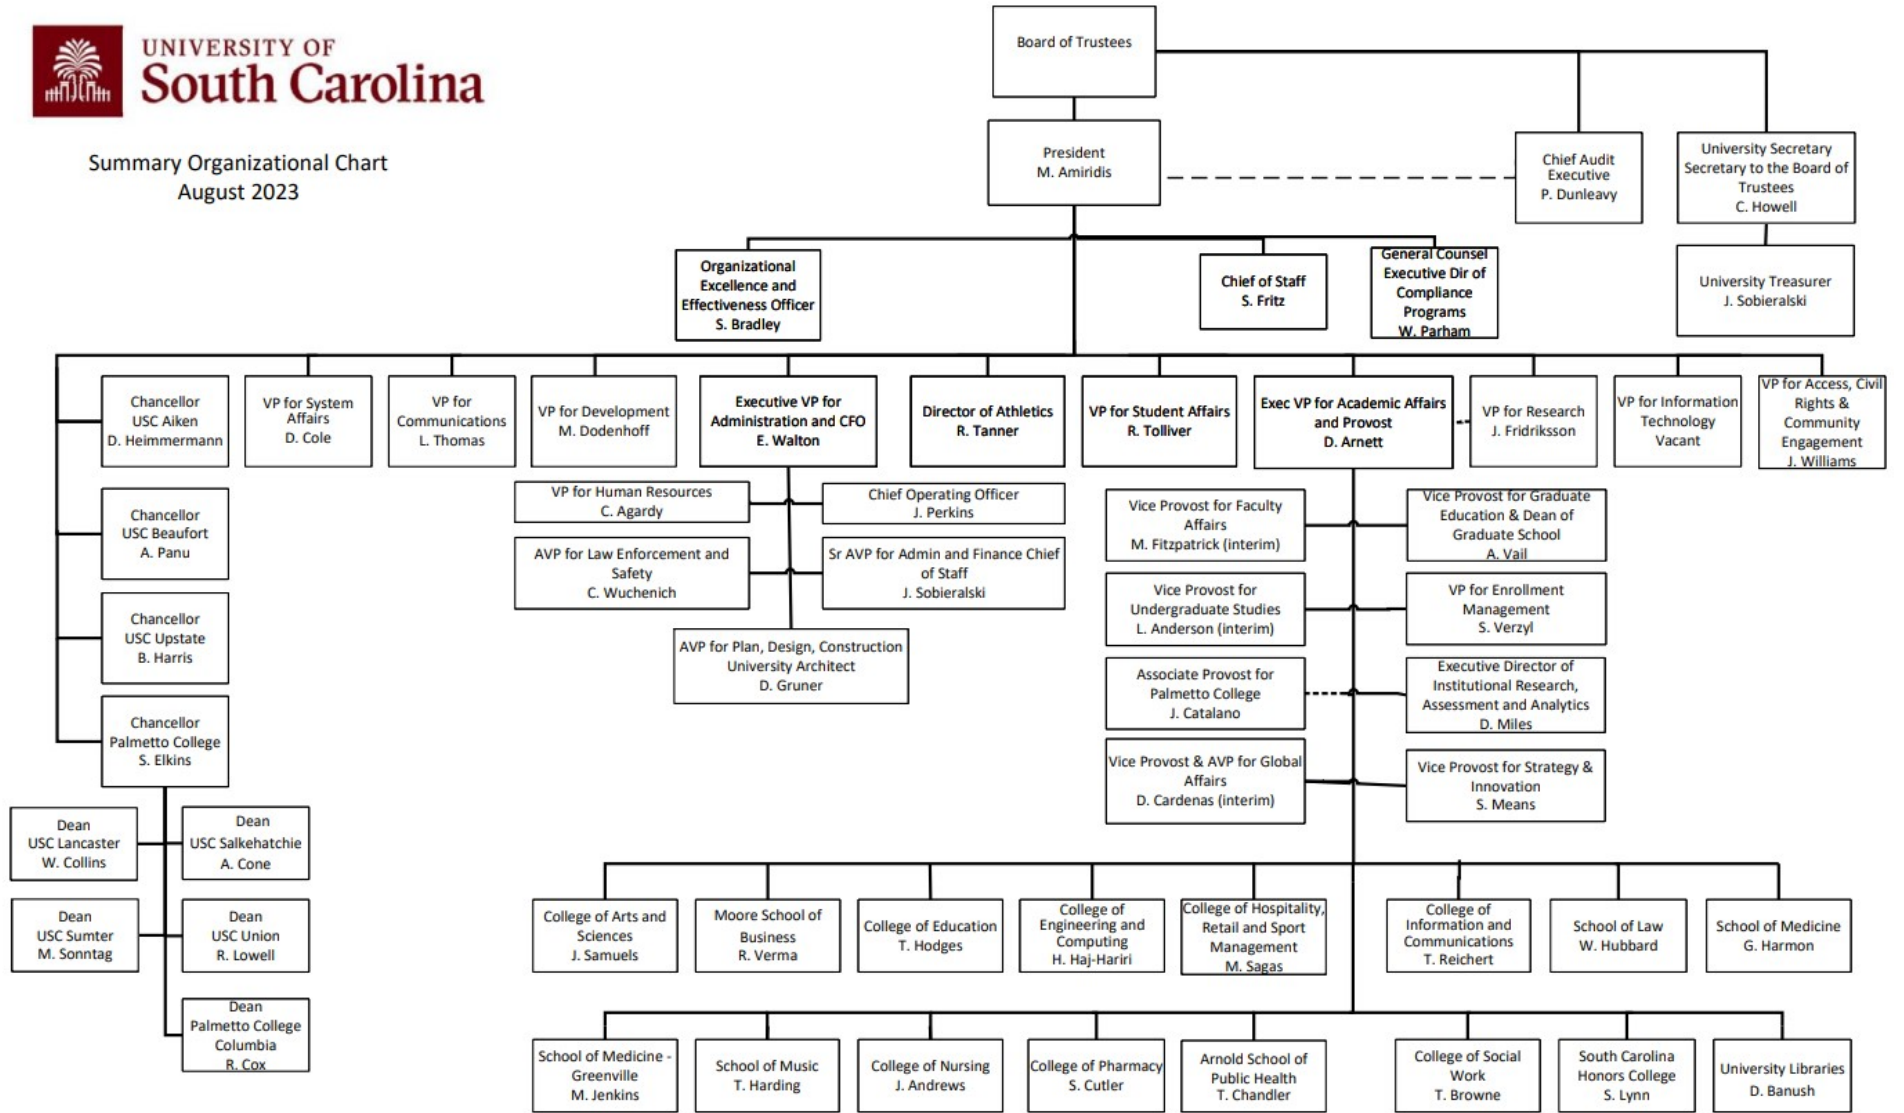 UNIVERSITY OF
South Carolina
Summary Organizational Chart
August 2023
Board of Trustees
President
M. Amiridis
Chief Audit
Executive
P. Dunleavy
University Secretary
Secretary to the Board of
Trustees
C. Howell
Organizational
Excellence and
Effectiveness Officer
S. Bradley
Chief of Staff
S. Fritz
General Counsel
Executive Dir of
Compliance
Programs
W. Parham
University Treasurer
J. Sobieralski
Chancellor
USC Aiken
D. Heimmermann
VP for System
Affairs
D. Cole
VP for
Communications
L. Thomas
VP for Development
M. Dodenhoff
Executive VP for
Administration and CFO
E. Walton
Director of Athletics
R. Tanner
VP for Student Affairs
R. Tolliver
Exec VP for Academic Affairs
and Provost
D. Arnett
VP for Research
J. Fridriksson
VP for Information
Technology
Vacant
VP for Access, Civil
Rights &
Community
Engagement
J. Williams
Chancellor
USC Beaufort
A. Panu
Chancellor
USC Upstate
B. Harris
Chancellor
Palmetto College
S. Elkins
Dean
USC Lancaster
W. Collins
Dean
USC Salkehatchie
A. Cone
Dean
USC Sumter
M. Sonntag
Dean
USC Union
R. Lowell
Dean
Palmetto College
Columbia
R. Cox
VP for Human Resources
C. Agardy
Chief Operating Officer
J. Perkins
AVP for Law Enforcement and
Safety
C. Wuchenich
Sr AVP for Admin and Finance Chief
of Staff
J. Sobieralski
AVP for Plan, Design, Construction
University Architect
D. Gruner
Vice Provost for Faculty
Affairs
M. Fitzpatrick (interim)
Vice Provost for Graduate
Education & Dean of
Graduate School
A. Vail
Vice Provost for
Undergraduate Studies
L. Anderson (interim)
VP for Enrollment
Management
S. Verzyl
Associate Provost for
Palmetto College
J. Catalano
Executive Director of
Institutional Research,
Assessment and Analytics
D. Miles
Vice Provost & AVP for Global
Affairs
D. Cardenas (interim)
Vice Provost for Strategy &
Innovation
S. Means
College of Arts and
Sciences
J. Samuels
Moore School of
Business
R. Verma
College of Education
T. Hodges
College of
Engineering and
Computing
H. Haj-Hariri
College of Hospitality,
Retail and Sport
Management
M. Sagas
College of
Information and
Communications
T. Reichert
School of Law
W. Hubbard
School of Medicine
G. Harmon
School of Medicine -
Greenville
M. Jenkins
School of Music
T. Harding
College of Nursing
J. Andrews
College of Pharmacy
S. Cutler
Arnold School of
Public Health
T. Chandler
College of Social
Work
T. Browne
South Carolina
Honors College
S. Lynn
University Libraries
D. Banush